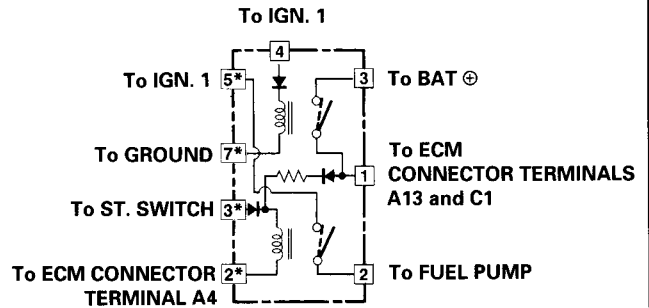 To IGN. 1
4
To IGN. 1 5*
3 To BAT ⊕
To GROUND 7*
1 To ECM
CONNECTOR TERMINALS
A13 and C1
To ST. SWITCH 3*
To ECM CONNECTOR 2*
TERMINAL A4
2 To FUEL PUMP